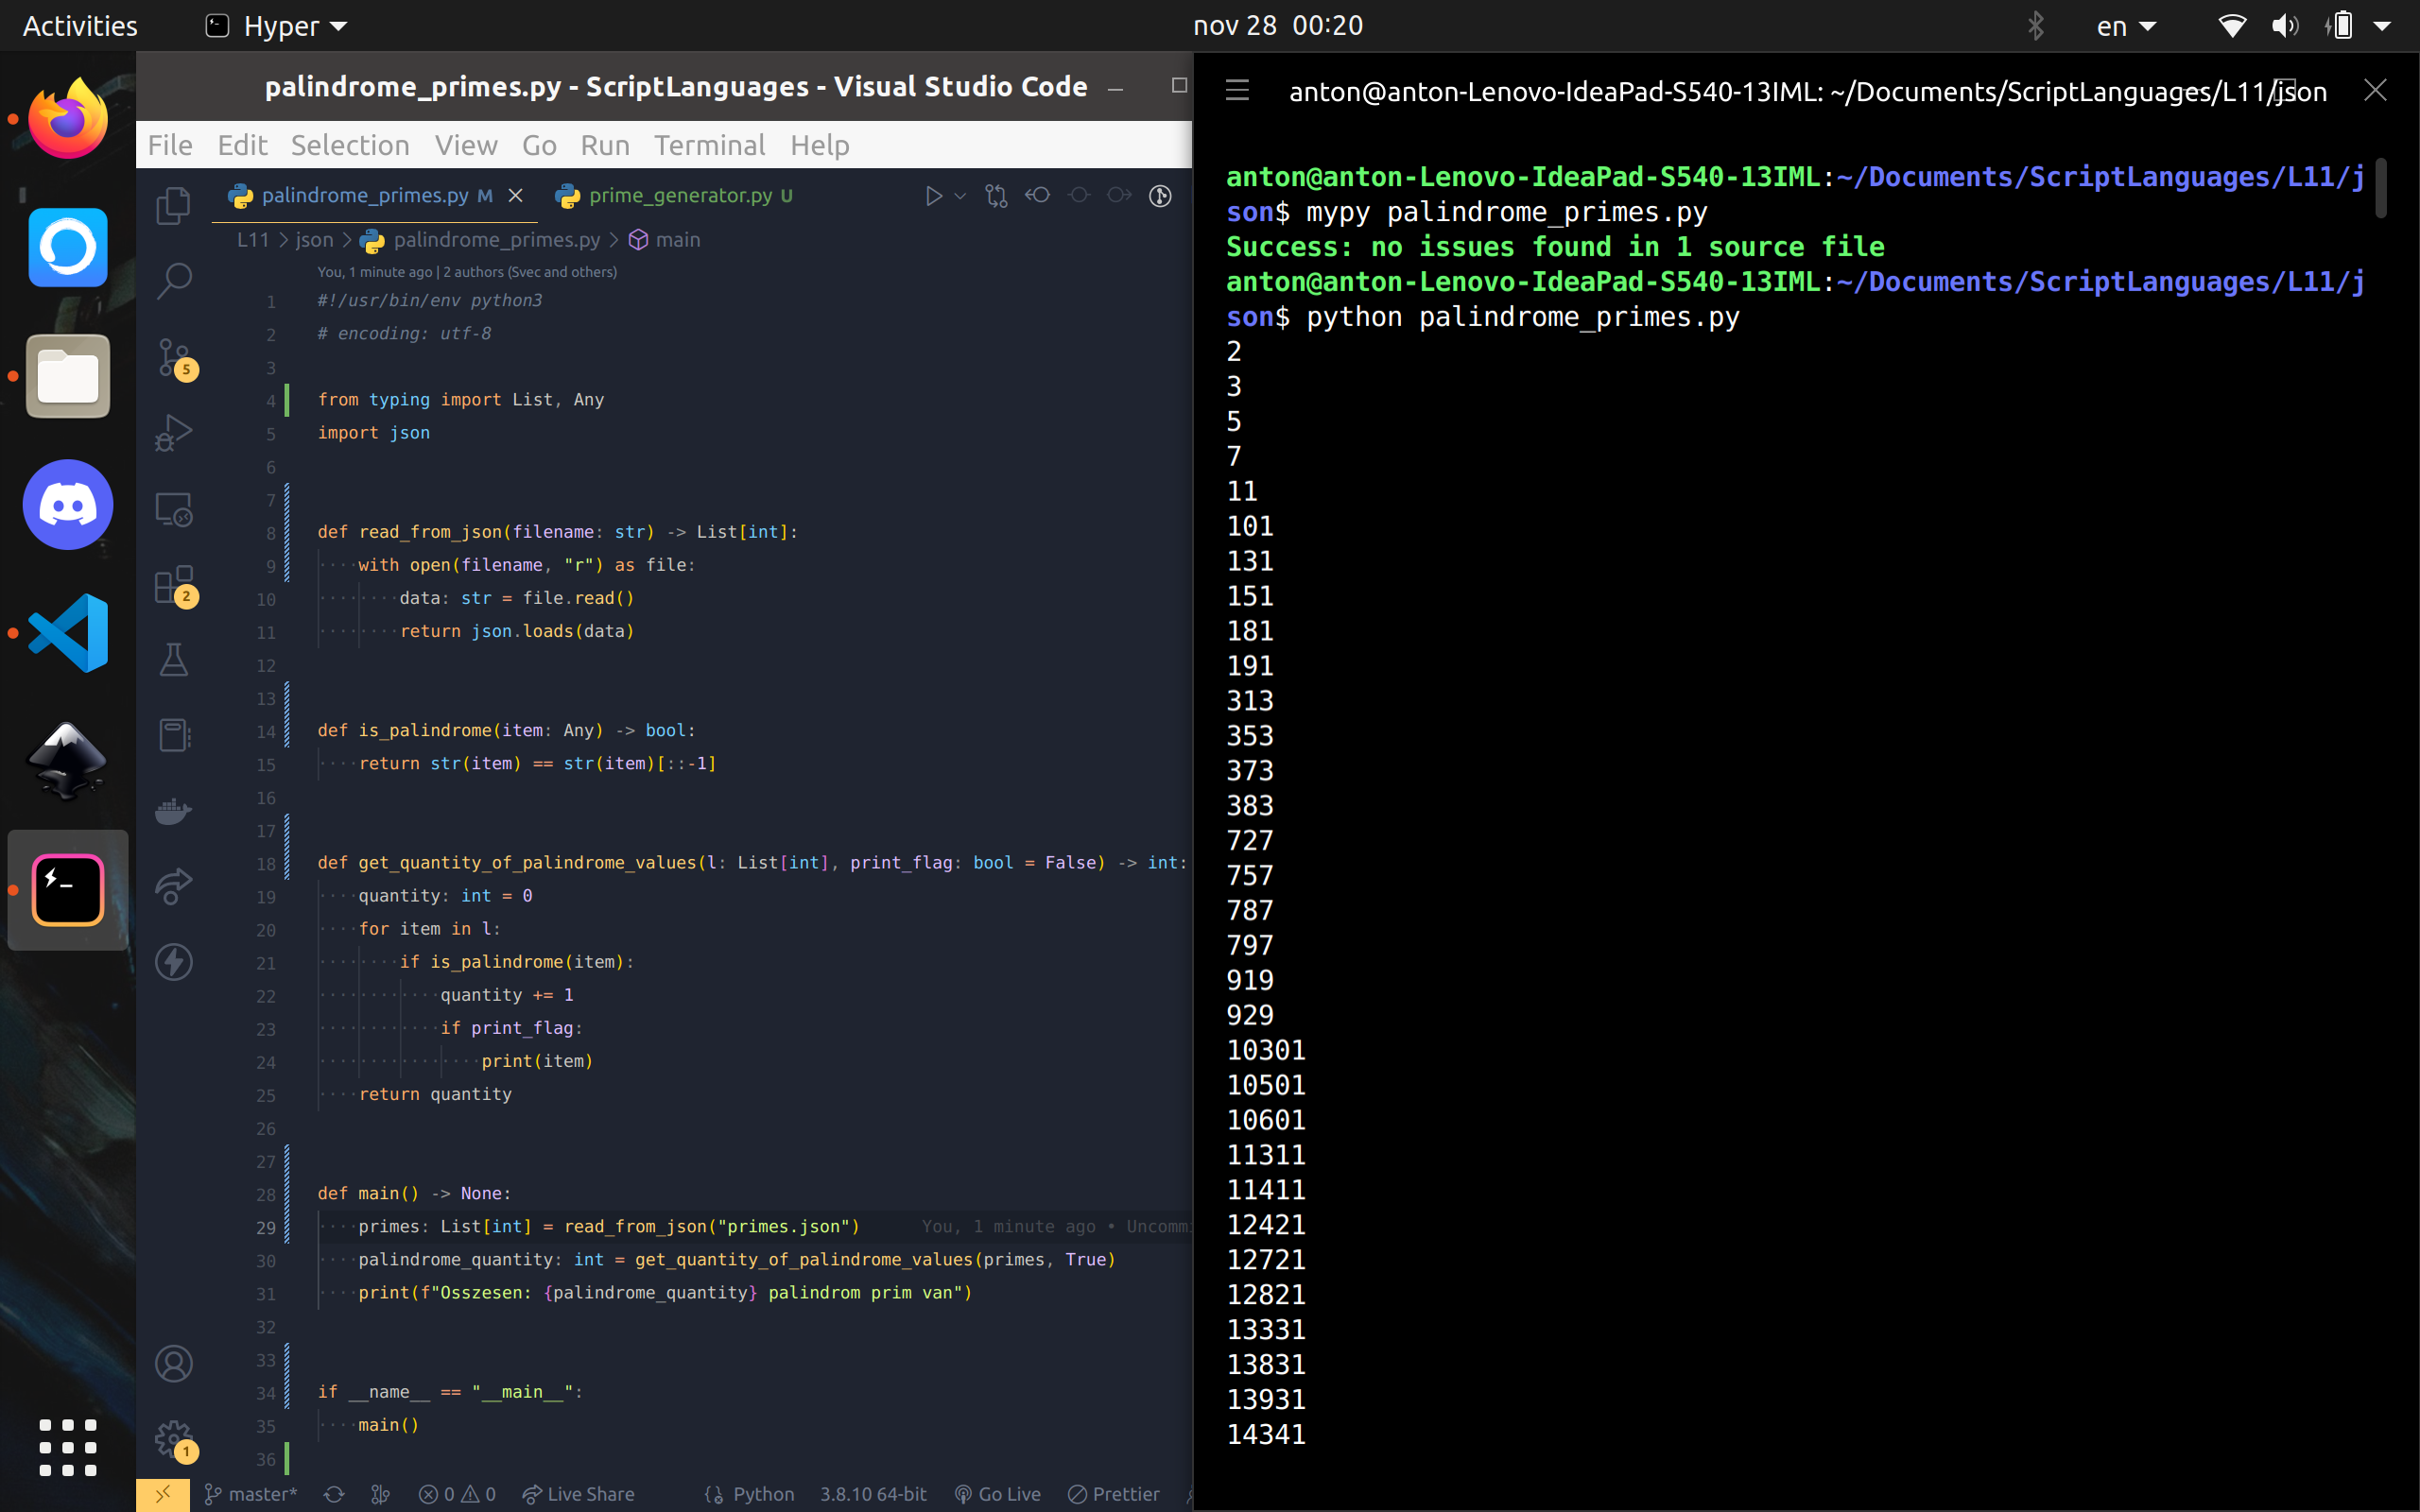 Activities
Hyper
nov 28 00:20
en
palindrome_primes.py - ScriptLanguages - Visual Studio Code
File Edit Selection View Go Run Terminal Help
palindrome_primes.py M
prime_generator.py U
L11 > json > palindrome_primes.py > main
You, 1 minute ago | 2 authors (Svec and others)
1 #!/usr/bin/env python3
2 # encoding: utf-8
3
4 from typing import List, Any
5 import json
6
7
8 def read_from_json(filename: str) -> List[int]:
9 ····with open(filename, "r") as file:
10 ········data: str = file.read()
11 ········return json.loads(data)
12
13
14 def is_palindrome(item: Any) -> bool:
15 ····return str(item) == str(item)[::-1]
16
17
18 def get_quantity_of_palindrome_values(l: List[int], print_flag: bool = False) -> int:
19 ····quantity: int = 0
20 ····for item in l:
21 ········if is_palindrome(item):
22 ············quantity += 1
23 ············if print_flag:
24 ················print(item)
25 ····return quantity
26
27
28 def main() -> None:
29 ····primes: List[int] = read_from_json("primes.json") You, 1 minute ago • Uncommi
30 ····palindrome_quantity: int = get_quantity_of_palindrome_values(primes, True)
31 ····print(f"Osszesen: {palindrome_quantity} palindrom prim van")
32
33
34 if __name__ == "__main__":
35 ····main()
36
5
2
1
master* 0 0 Live Share Python 3.8.10 64-bit Go Live Prettier
anton@anton-Lenovo-IdeaPad-S540-13IML: ~/Documents/ScriptLanguages/L11/json
anton@anton-Lenovo-IdeaPad-S540-13IML:~/Documents/ScriptLanguages/L11/j
son$ mypy palindrome_primes.py
Success: no issues found in 1 source file
anton@anton-Lenovo-IdeaPad-S540-13IML:~/Documents/ScriptLanguages/L11/j
son$ python palindrome_primes.py
2
3
5
7
11
101
131
151
181
191
313
353
373
383
727
757
787
797
919
929
10301
10501
10601
11311
11411
12421
12721
12821
13331
13831
13931
14341